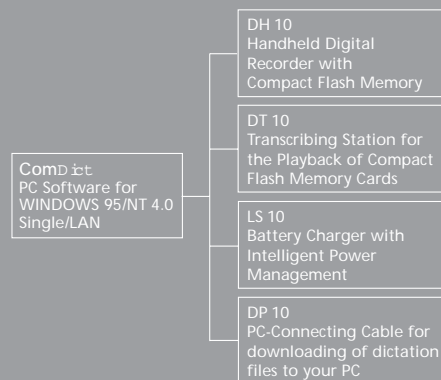 ComDict
PC Software for
WINDOWS 95/NT 4.0
Single/LAN
DH 10
Handheld Digital
Recorder with
Compact Flash Memory
DT 10
Transcribing Station for
the Playback of Compact
Flash Memory Cards
LS 10
Battery Charger with
Intelligent Power
Management
DP 10
PC-Connecting Cable for
downloading of dictation
files to your PC